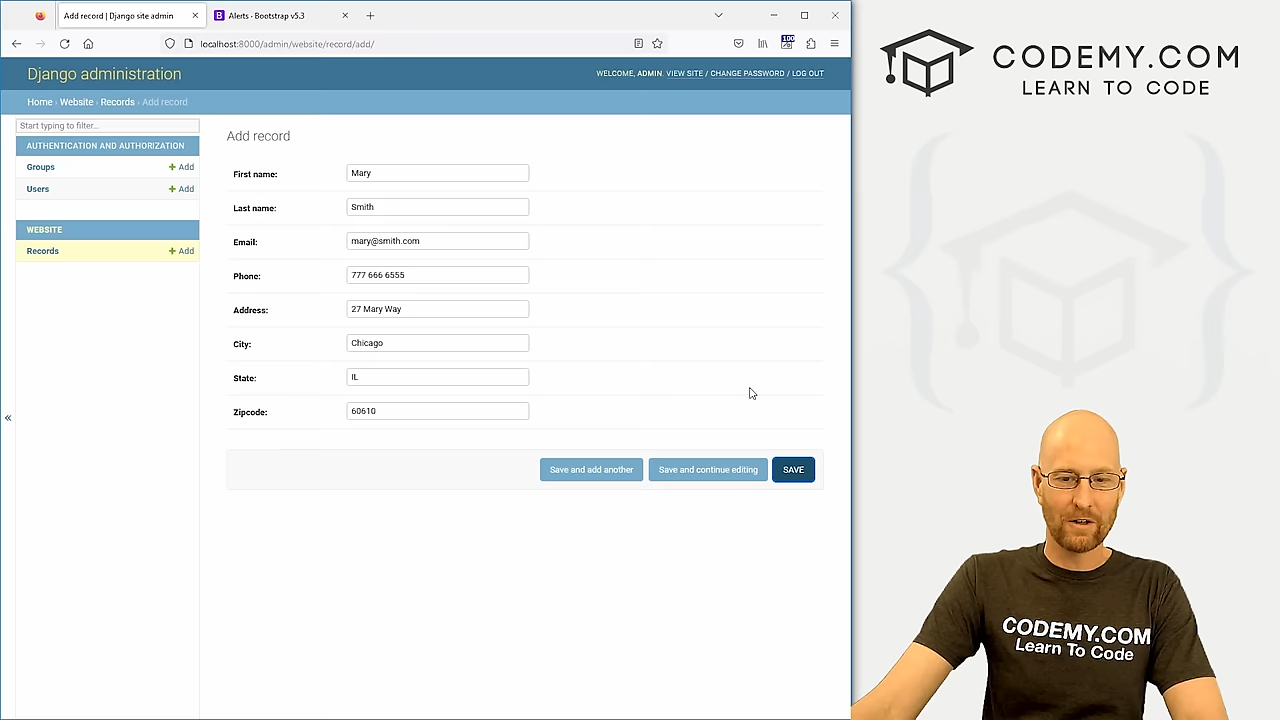 Add record | Django site admin
Alerts · Bootstrap v5.3
localhost:8000/admin/website/record/add/
100
Django administration
WELCOME, ADMIN. VIEW SITE / CHANGE PASSWORD / LOG OUT
Home › Website › Records › Add record
Start typing to filter...
AUTHENTICATION AND AUTHORIZATION
Groups + Add
Users + Add
WEBSITE
Records + Add
«
Add record
First name: Mary
Last name: Smith
Email: mary@smith.com
Phone: 777 666 6555
Address: 27 Mary Way
City: Chicago
State: IL
Zipcode: 60610
Save and add another
Save and continue editing
SAVE
CODEMY.COM
LEARN TO CODE
CODEMY.COM
Learn To Code